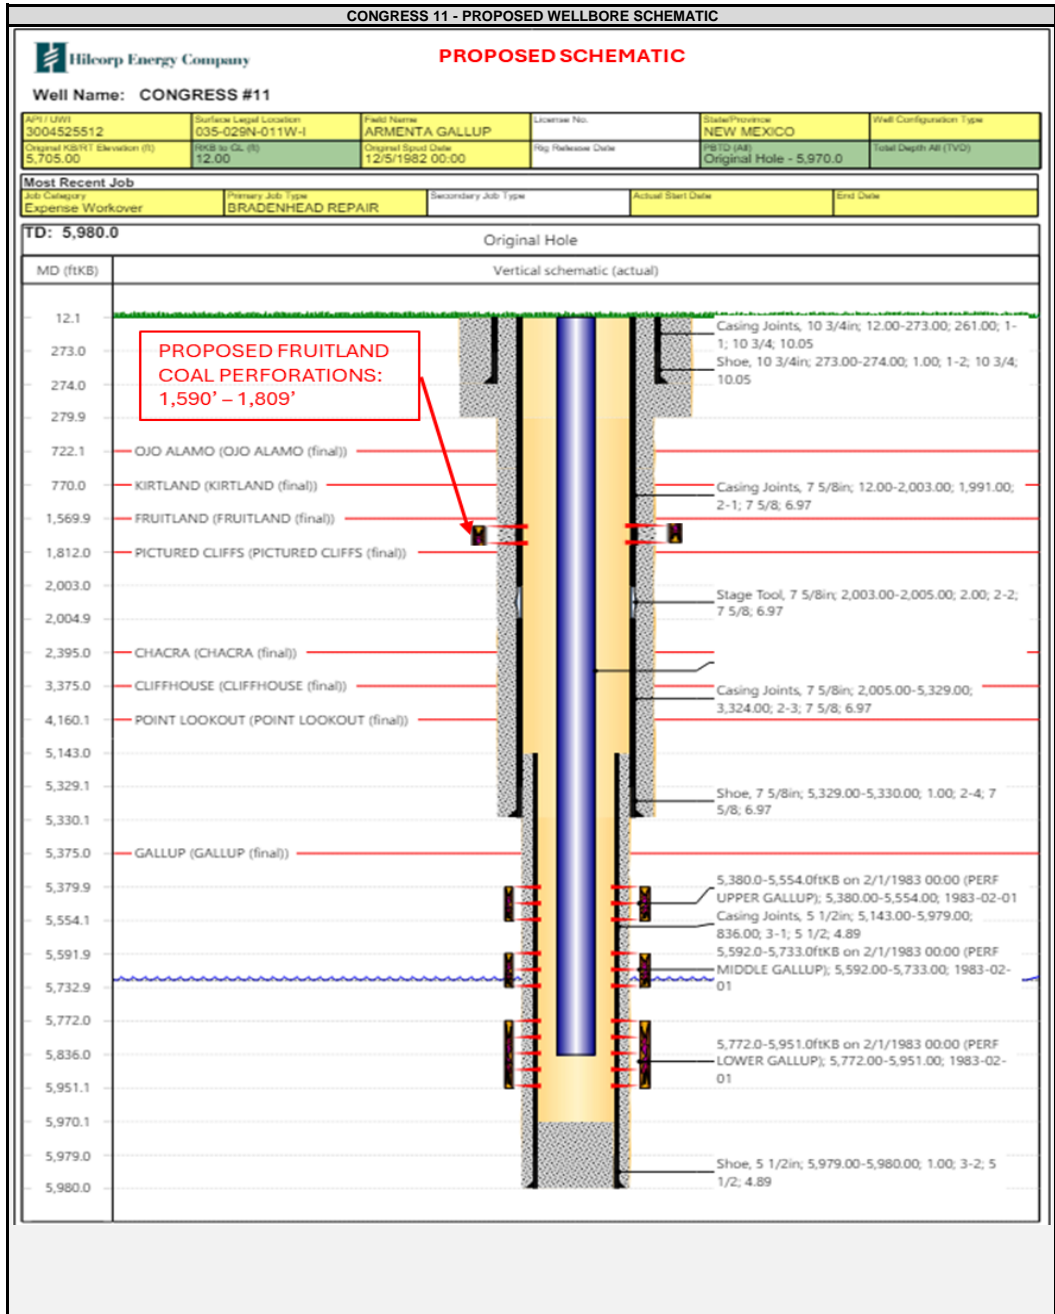 CONGRESS 11 - PROPOSED WELLBORE SCHEMATIC
Hilcorp Energy Company
PROPOSED SCHEMATIC
Well Name: CONGRESS #11
API / UWI
3004525512
Surface Legal Location
035-029N-011W-I
Field Name
ARMENTA GALLUP
License No.
State/Province
NEW MEXICO
Well Configuration Type
Original KB/RT Elevation (ft)
5,705.00
RKB to GL (ft)
12.00
Original Spud Date
12/5/1982 00:00
Rig Release Date
PBTD (All)
Original Hole - 5,970.0
Total Depth All (TVD)
Most Recent Job
Job Category
Expense Workover
Primary Job Type
BRADENHEAD REPAIR
Secondary Job Type
Actual Start Date
End Date
TD: 5,980.0
Original Hole
MD (ftKB)
Vertical schematic (actual)
12.1
273.0
274.0
279.9
722.1
770.0
1,569.9
1,812.0
2,003.0
2,004.9
2,395.0
3,375.0
4,160.1
5,143.0
5,329.1
5,330.1
5,375.0
5,379.9
5,554.1
5,591.9
5,732.9
5,772.0
5,836.0
5,951.1
5,970.1
5,979.0
5,980.0
PROPOSED FRUITLAND
COAL PERFORATIONS:
1,590' – 1,809'
OJO ALAMO (OJO ALAMO (final))
KIRTLAND (KIRTLAND (final))
FRUITLAND (FRUITLAND (final))
PICTURED CLIFFS (PICTURED CLIFFS (final))
CHACRA (CHACRA (final))
CLIFFHOUSE (CLIFFHOUSE (final))
POINT LOOKOUT (POINT LOOKOUT (final))
GALLUP (GALLUP (final))
Casing Joints, 10 3/4in; 12.00-273.00; 261.00; 1-
1; 10 3/4; 10.05
Shoe, 10 3/4in; 273.00-274.00; 1.00; 1-2; 10 3/4;
10.05
Casing Joints, 7 5/8in; 12.00-2,003.00; 1,991.00;
2-1; 7 5/8; 6.97
Stage Tool, 7 5/8in; 2,003.00-2,005.00; 2.00; 2-2;
7 5/8; 6.97
Casing Joints, 7 5/8in; 2,005.00-5,329.00;
3,324.00; 2-3; 7 5/8; 6.97
Shoe, 7 5/8in; 5,329.00-5,330.00; 1.00; 2-4; 7
5/8; 6.97
5,380.0-5,554.0ftKB on 2/1/1983 00:00 (PERF
UPPER GALLUP); 5,380.00-5,554.00; 1983-02-01
Casing Joints, 5 1/2in; 5,143.00-5,979.00;
836.00; 3-1; 5 1/2; 4.89
5,592.0-5,733.0ftKB on 2/1/1983 00:00 (PERF
MIDDLE GALLUP); 5,592.00-5,733.00; 1983-02-
01
5,772.0-5,951.0ftKB on 2/1/1983 00:00 (PERF
LOWER GALLUP); 5,772.00-5,951.00; 1983-02-
01
Shoe, 5 1/2in; 5,979.00-5,980.00; 1.00; 3-2; 5
1/2; 4.89